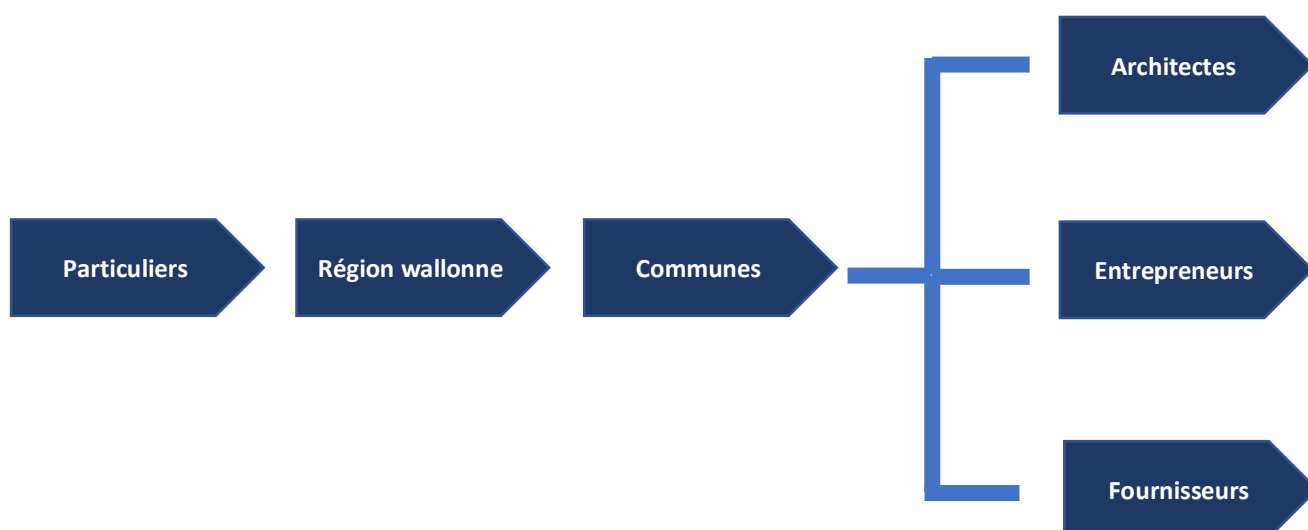 Architectes
Particuliers
Région wallonne
Communes
Entrepreneurs
Fournisseurs